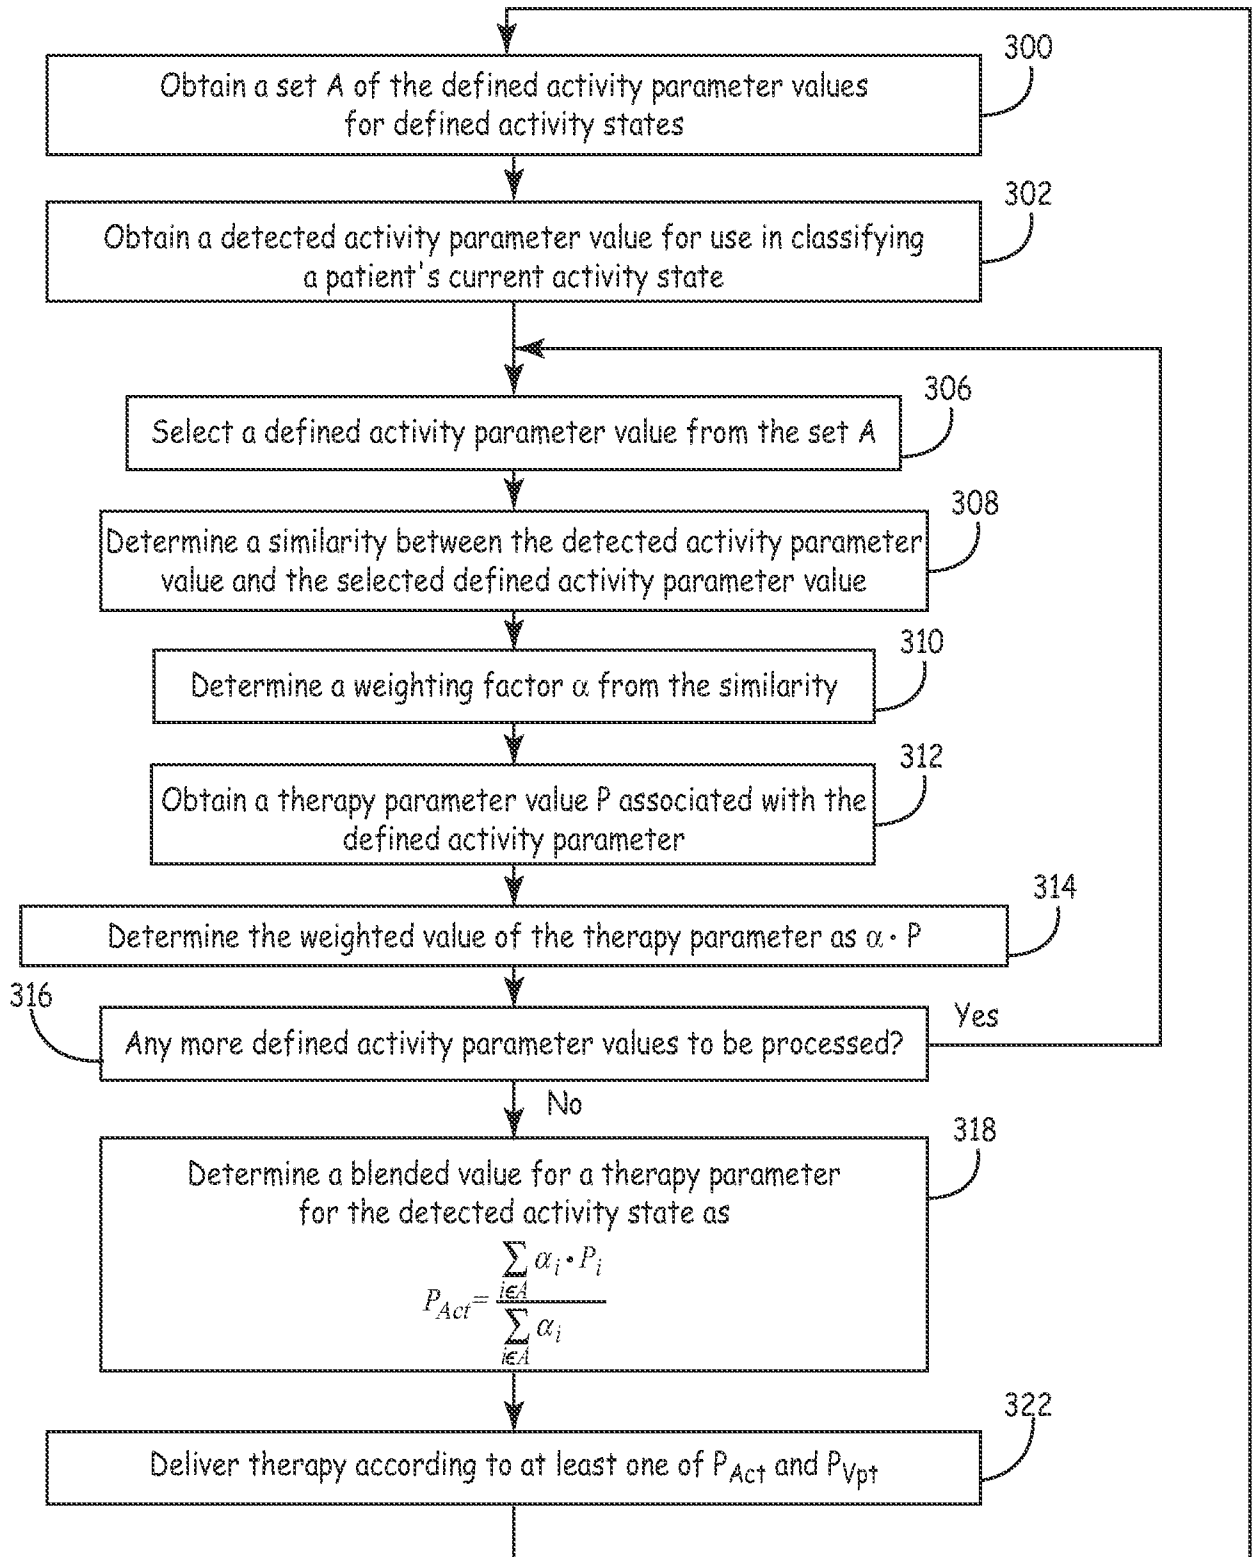 300
Obtain a set A of the defined activity parameter values
for defined activity states
302
Obtain a detected activity parameter value for use in classifying
a patient's current activity state
306
Select a defined activity parameter value from the set A
308
Determine a similarity between the detected activity parameter
value and the selected defined activity parameter value
310
Determine a weighting factor α from the similarity
312
Obtain a therapy parameter value P associated with the
defined activity parameter
314
Determine the weighted value of the therapy parameter as α · P
316
Any more defined activity parameter values to be processed?
Yes
No
318
Determine a blended value for a therapy parameter
for the detected activity state as
∑ αi • Pi
i∈A
PAct=
∑ αi
i∈A
322
Deliver therapy according to at least one of PAct and PVpt